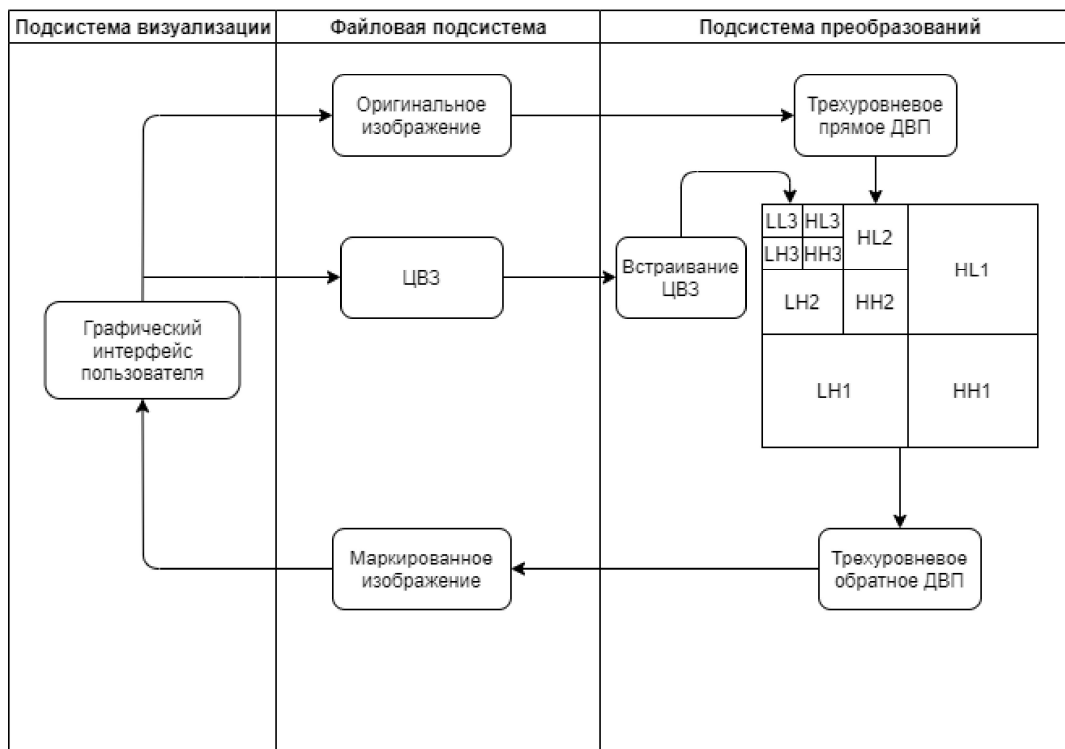 Подсистема визуализации
Файловая подсистема
Подсистема преобразований
Оригинальное
изображение
Трехуровневое
прямое ДВП
LL3 HL3
LH3 HH3
HL2
HL1
LH2
HH2
LH1
HH1
ЦВЗ
Встраивание
ЦВЗ
Графический
интерфейс
пользователя
Маркированное
изображение
Трехуровневое
обратное ДВП